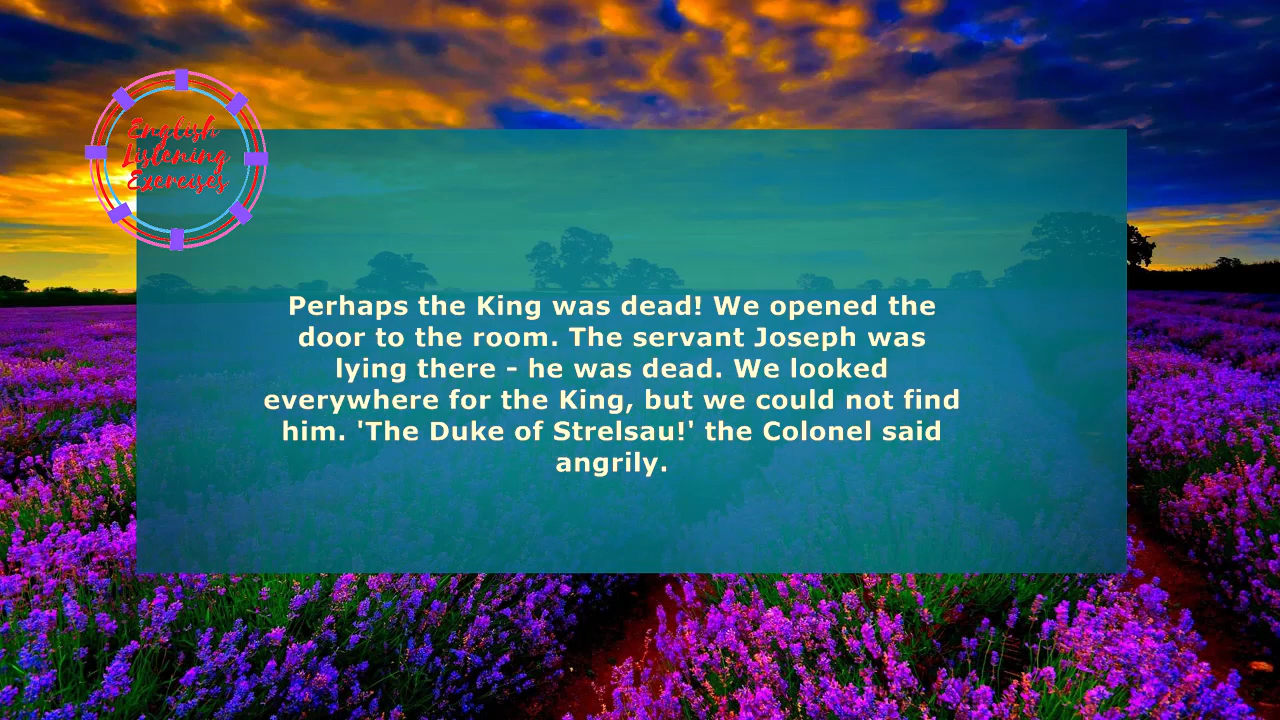 English
Listening
Exercises
Perhaps the King was dead! We opened the
door to the room. The servant Joseph was
lying there - he was dead. We looked
everywhere for the King, but we could not find
him. 'The Duke of Strelsau!' the Colonel said
angrily.